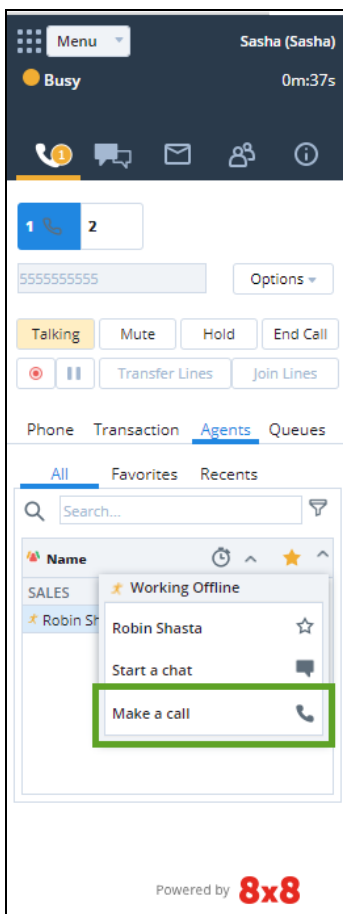 Menu Sasha (Sasha)
Busy 0m:37s
1
1 2
5555555555 Options
Talking Mute Hold End Call
Transfer Lines Join Lines
Phone Transaction Agents Queues
All Favorites Recents
Search...
Name
Working Offline
SALES
Robin Sh
Robin Shasta
Start a chat
Make a call
Powered by 8x8